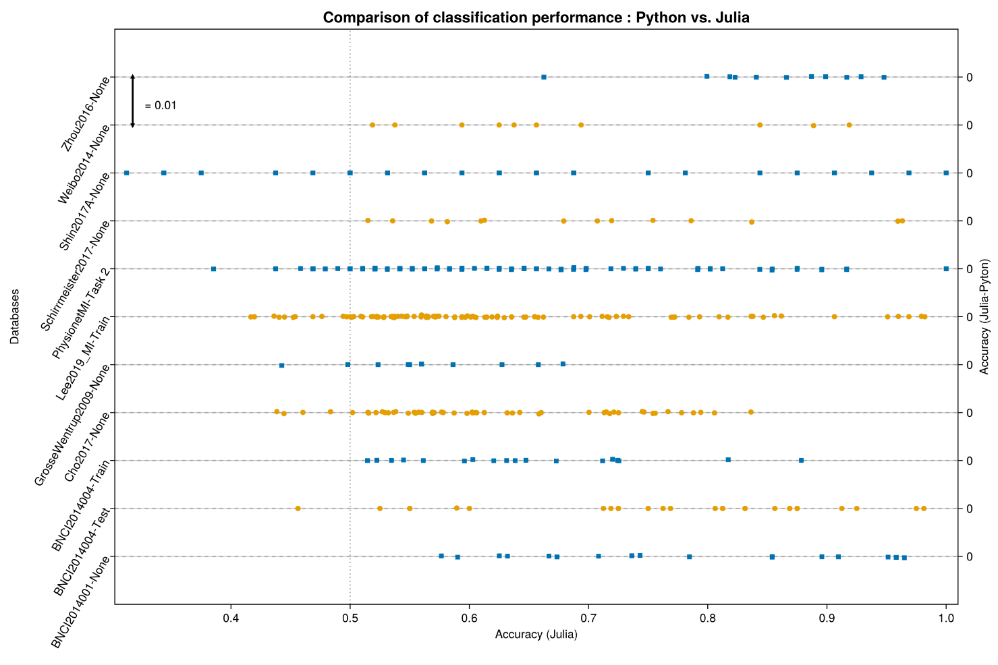 Comparison of classification performance : Python vs. Julia
Zhou2016-None
0
= 0.01
Weibo2014-None
0
Shin2017A-None
0
Schirrmeister2017-None
0
PhysionetMI-Task 2
0
Lee2019_MI-Train
0
GrosseWentrup2009-None
0
Cho2017-None
0
BNCI2014004-Train
0
BNCI2014004-Test
0
BNCI2014001-None
0
Databases
Accuracy (Julia-Pyton)
0.4 0.5 0.6 0.7 0.8 0.9 1.0
Accuracy (Julia)